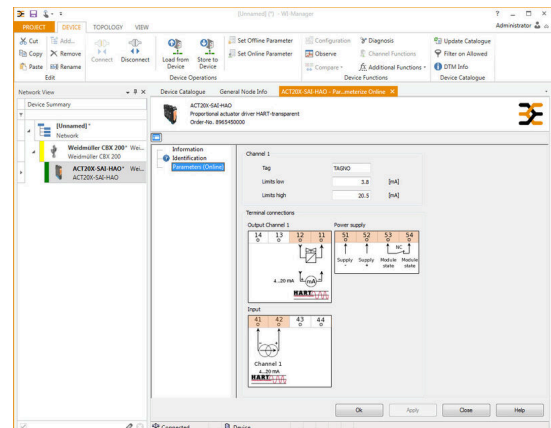 [Unnamed] (*) - WI-Manager
PROJECT DEVICE TOPOLOGY VIEW
Administrator
Cut
Copy
Paste
Add...
Remove
Rename
Edit
Connect
Disconnect
Load from Device
Store to Device
Device Operations
Set Offline Parameter
Set Online Parameter
Configuration
Observe
Compare
Diagnosis
Channel Functions
Additional Functions
Device Functions
Update Catalogue
Filter on Allowed
DTM Info
Device Catalogue
Network View
Device Summary
[Unnamed]*
Network
Weidmüller CBX 200* Wei...
Weidmüller CBX 200
ACT20X-SAI-HAO* Wei...
ACT20X-SAI-HAO
Device Catalogue General Node Info ACT20X-SAI-HAO - Par...meterize Online
ACT20X-SAI-HAO
Proportional actuator driver HART-transparent
Order-No. 8965450000
Information
Identification
Parameters (Online)
Channel 1
Tag TAGNO
Limits low 3.8 [mA]
Limits high 20.5 [mA]
Terminal connections
Output Channel 1 Power supply
14 13 12 11
51 52 53 54
NC
Supply - Supply + Module state Module state
4...20 mA mA
HART
Input
41 42 43 44
Channel 1
4...20 mA
HART
Ok Apply Close Help
Connected Device